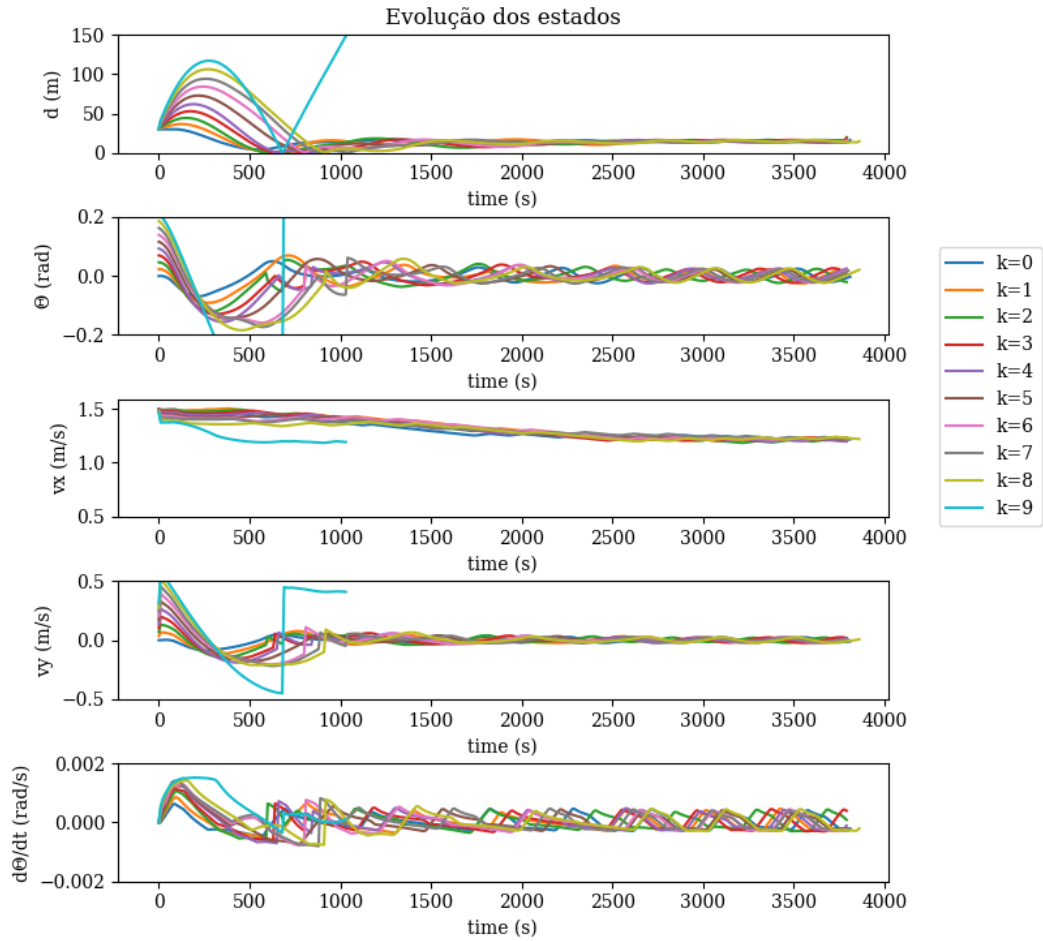 Evolução dos estados
150
100
50
0
d (m)
0 500 1000 1500 2000 2500 3000 3500 4000
time (s)
0.2
0.0
−0.2
Θ (rad)
0 500 1000 1500 2000 2500 3000 3500 4000
time (s)
1.5
1.0
0.5
vx (m/s)
0 500 1000 1500 2000 2500 3000 3500 4000
time (s)
0.5
0.0
−0.5
vy (m/s)
0 500 1000 1500 2000 2500 3000 3500 4000
time (s)
0.002
0.000
−0.002
dΘ/dt (rad/s)
0 500 1000 1500 2000 2500 3000 3500 4000
time (s)
k=0
k=1
k=2
k=3
k=4
k=5
k=6
k=7
k=8
k=9